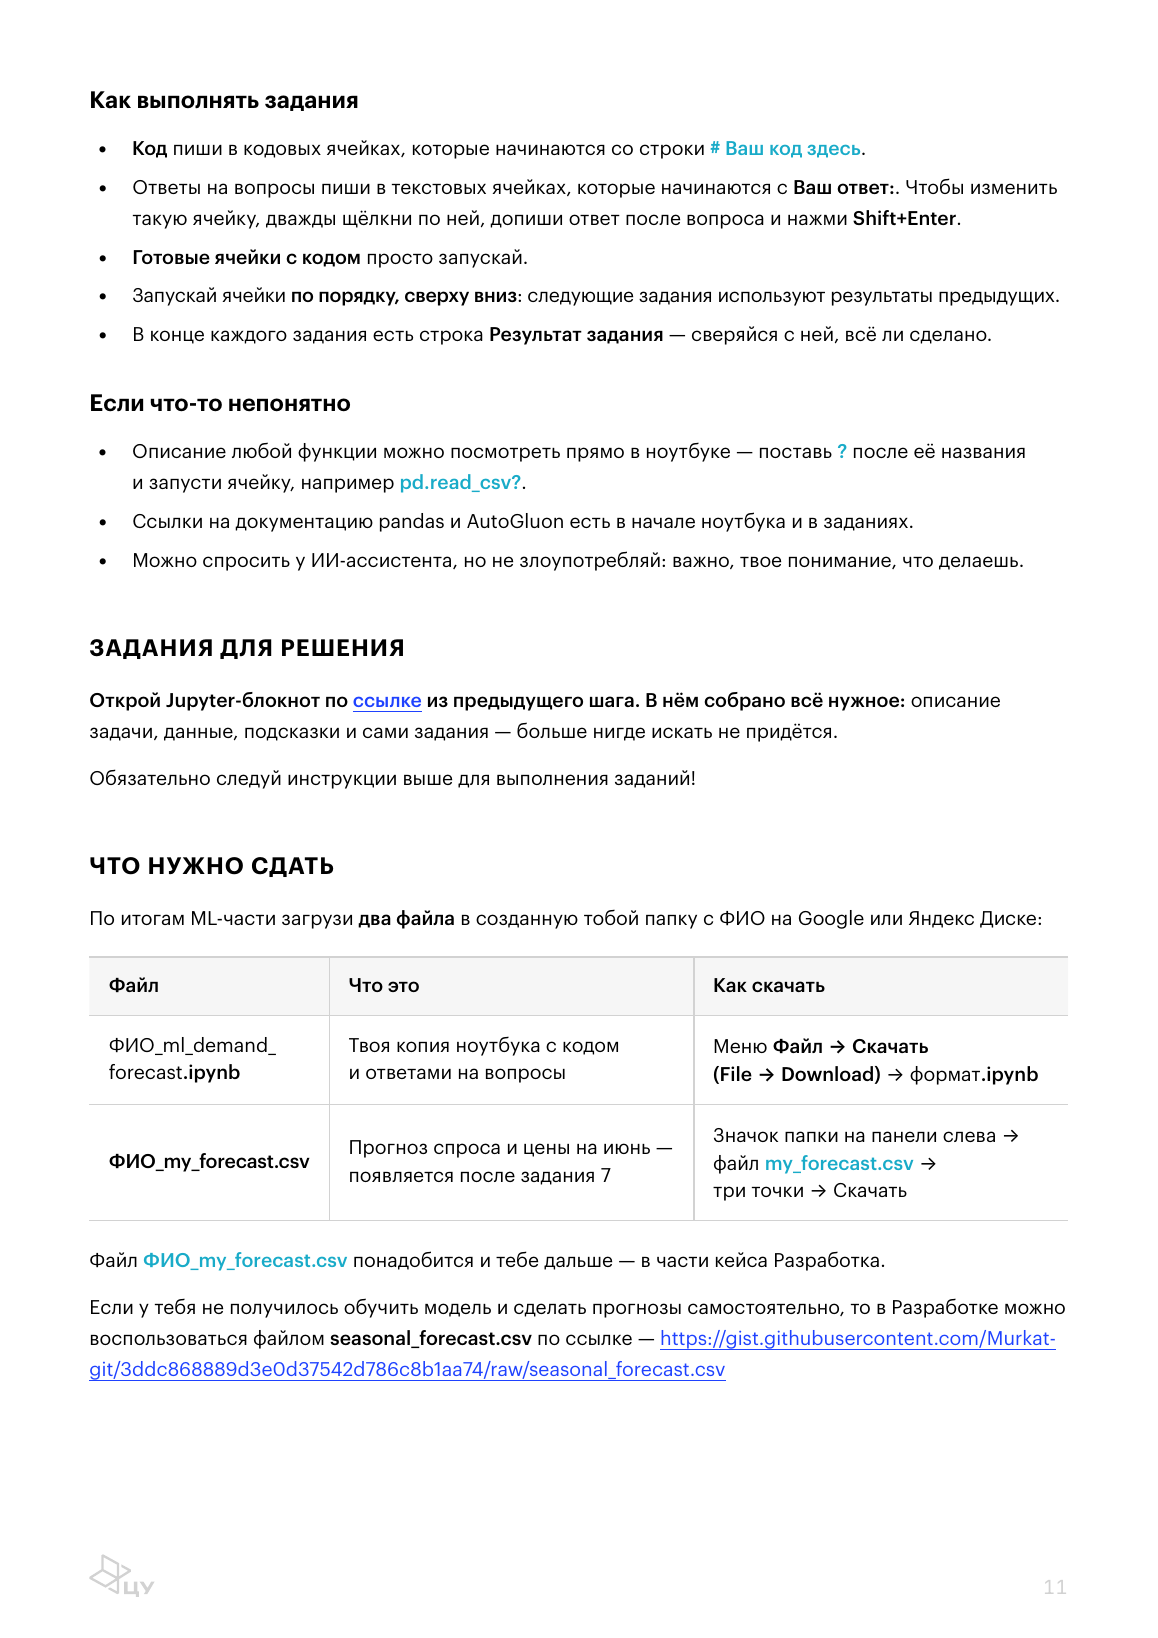 Как выполнять задания
• Код пиши в кодовых ячейках, которые начинаются со строки # Ваш код здесь.
• Ответы на вопросы пиши в текстовых ячейках, которые начинаются с Ваш ответ:. Чтобы изменить
такую ячейку, дважды щёлкни по ней, допиши ответ после вопроса и нажми Shift+Enter.
• Готовые ячейки с кодом просто запускай.
• Запускай ячейки по порядку, сверху вниз: следующие задания используют результаты предыдущих.
• В конце каждого задания есть строка Результат задания — сверяйся с ней, всё ли сделано.
Если что-то непонятно
• Описание любой функции можно посмотреть прямо в ноутбуке — поставь ? после её названия
и запусти ячейку, например pd.read_csv?.
• Ссылки на документацию pandas и AutoGluon есть в начале ноутбука и в заданиях.
• Можно спросить у ИИ-ассистента, но не злоупотребляй: важно, твое понимание, что делаешь.
ЗАДАНИЯ ДЛЯ РЕШЕНИЯ
Открой Jupyter-блокнот по ссылке из предыдущего шага. В нём собрано всё нужное: описание
задачи, данные, подсказки и сами задания — больше нигде искать не придётся.
Обязательно следуй инструкции выше для выполнения заданий!
ЧТО НУЖНО СДАТЬ
По итогам ML-части загрузи два файла в созданную тобой папку с ФИО на Google или Яндекс Диске:
Файл
Что это
Как скачать
ФИО_ml_demand_
forecast.ipynb
Твоя копия ноутбука с кодом
и ответами на вопросы
Меню Файл → Скачать
(File → Download) → формат.ipynb
ФИО_my_forecast.csv
Прогноз спроса и цены на июнь —
появляется после задания 7
Значок папки на панели слева →
файл my_forecast.csv →
три точки → Скачать
Файл ФИО_my_forecast.csv понадобится и тебе дальше — в части кейса Разработка.
Если у тебя не получилось обучить модель и сделать прогнозы самостоятельно, то в Разработке можно
воспользоваться файлом seasonal_forecast.csv по ссылке — https://gist.githubusercontent.com/Murkat-
git/3ddc868889d3e0d37542d786c8b1aa74/raw/seasonal_forecast.csv
ЦУ
11